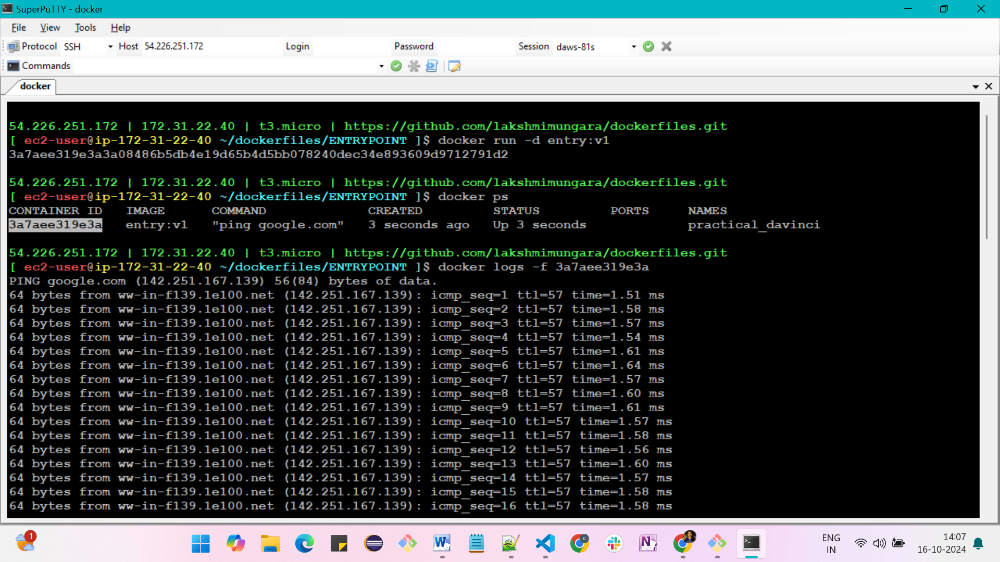 SuperPuTTY - docker
File View Tools Help
Protocol SSH Host 54.226.251.172 Login Password Session daws-81s
Commands
docker
54.226.251.172 | 172.31.22.40 | t3.micro | https://github.com/lakshmimungara/dockerfiles.git
[ ec2-user@ip-172-31-22-40 ~/dockerfiles/ENTRYPOINT ]$ docker run -d entry:v1
3a7aee319e3a3a08486b5db4e19d65b4d5bb078240dec34e893609d9712791d2
54.226.251.172 | 172.31.22.40 | t3.micro | https://github.com/lakshmimungara/dockerfiles.git
[ ec2-user@ip-172-31-22-40 ~/dockerfiles/ENTRYPOINT ]$ docker ps
CONTAINER ID IMAGE COMMAND CREATED STATUS PORTS NAMES
3a7aee319e3a entry:v1 "ping google.com" 3 seconds ago Up 3 seconds practical_davinci
54.226.251.172 | 172.31.22.40 | t3.micro | https://github.com/lakshmimungara/dockerfiles.git
[ ec2-user@ip-172-31-22-40 ~/dockerfiles/ENTRYPOINT ]$ docker logs -f 3a7aee319e3a
PING google.com (142.251.167.139) 56(84) bytes of data.
64 bytes from ww-in-f139.1e100.net (142.251.167.139): icmp_seq=1 ttl=57 time=1.51 ms
64 bytes from ww-in-f139.1e100.net (142.251.167.139): icmp_seq=2 ttl=57 time=1.58 ms
64 bytes from ww-in-f139.1e100.net (142.251.167.139): icmp_seq=3 ttl=57 time=1.57 ms
64 bytes from ww-in-f139.1e100.net (142.251.167.139): icmp_seq=4 ttl=57 time=1.54 ms
64 bytes from ww-in-f139.1e100.net (142.251.167.139): icmp_seq=5 ttl=57 time=1.61 ms
64 bytes from ww-in-f139.1e100.net (142.251.167.139): icmp_seq=6 ttl=57 time=1.64 ms
64 bytes from ww-in-f139.1e100.net (142.251.167.139): icmp_seq=7 ttl=57 time=1.57 ms
64 bytes from ww-in-f139.1e100.net (142.251.167.139): icmp_seq=8 ttl=57 time=1.60 ms
64 bytes from ww-in-f139.1e100.net (142.251.167.139): icmp_seq=9 ttl=57 time=1.61 ms
64 bytes from ww-in-f139.1e100.net (142.251.167.139): icmp_seq=10 ttl=57 time=1.57 ms
64 bytes from ww-in-f139.1e100.net (142.251.167.139): icmp_seq=11 ttl=57 time=1.58 ms
64 bytes from ww-in-f139.1e100.net (142.251.167.139): icmp_seq=12 ttl=57 time=1.56 ms
64 bytes from ww-in-f139.1e100.net (142.251.167.139): icmp_seq=13 ttl=57 time=1.60 ms
64 bytes from ww-in-f139.1e100.net (142.251.167.139): icmp_seq=14 ttl=57 time=1.57 ms
64 bytes from ww-in-f139.1e100.net (142.251.167.139): icmp_seq=15 ttl=57 time=1.58 ms
64 bytes from ww-in-f139.1e100.net (142.251.167.139): icmp_seq=16 ttl=57 time=1.58 ms
1
ENG
IN
14:07
16-10-2024